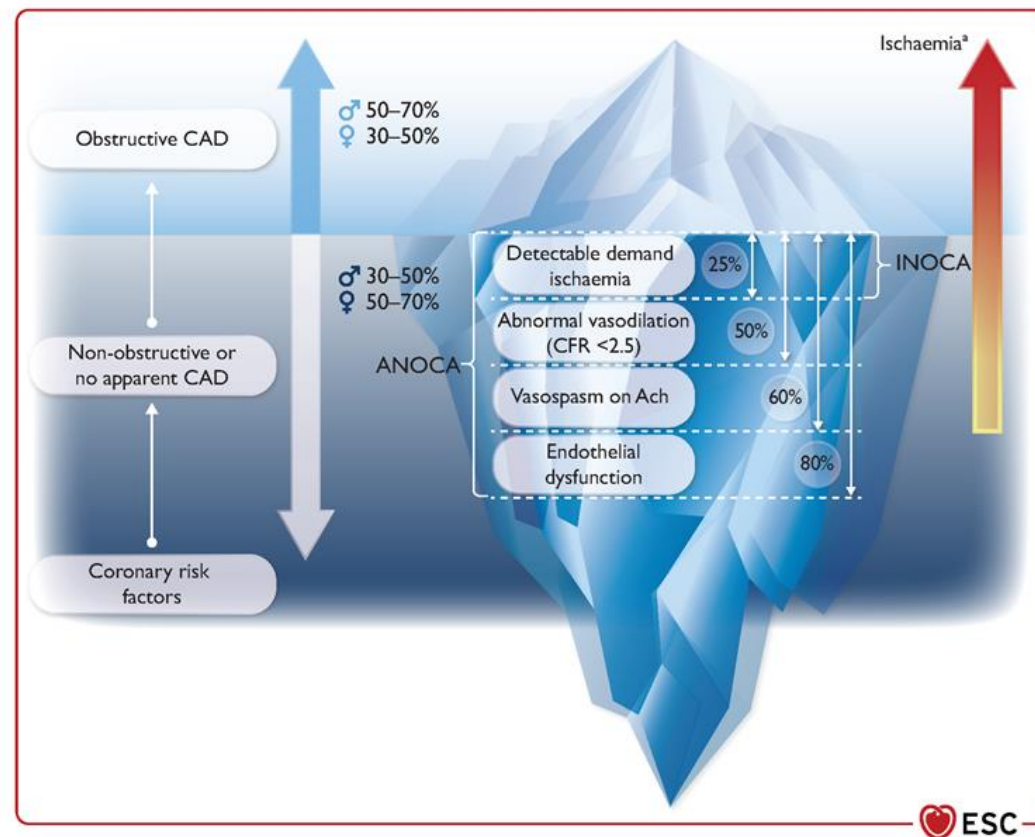 Ischaemiaᵃ
♂ 50–70%
♀ 30–50%
Obstructive CAD
♂ 30–50%
♀ 50–70%
Detectable demand
ischaemia
25%
INOCA
Abnormal vasodilation
(CFR <2.5)
50%
Non-obstructive or
no apparent CAD
ANOCA
Vasospasm on Ach
60%
Endothelial
dysfunction
80%
Coronary risk
factors
ESC